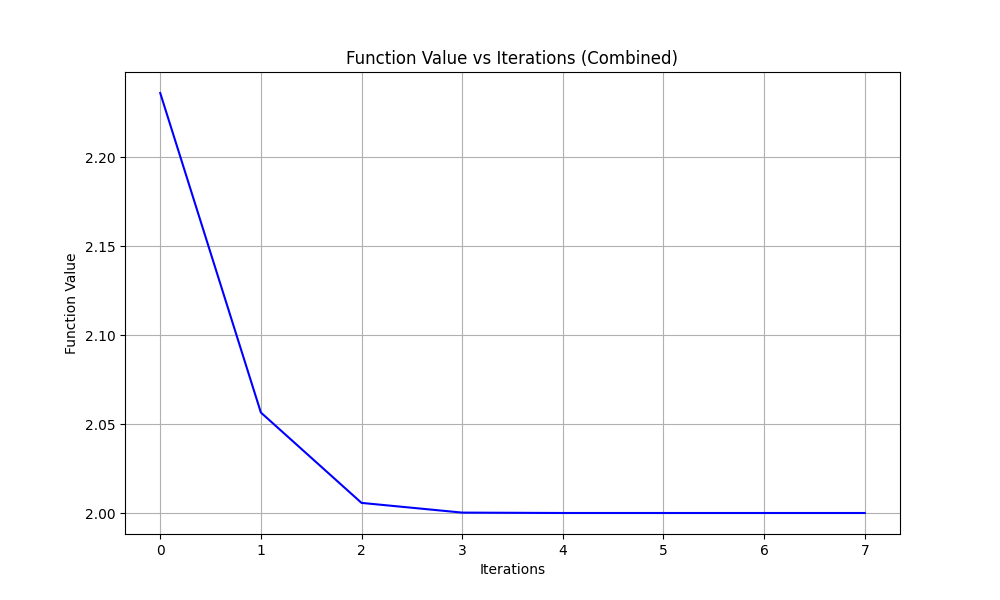 Function Value vs Iterations (Combined)
Function Value
2.20
2.15
2.10
2.05
2.00
0 1 2 3 4 5 6 7
Iterations